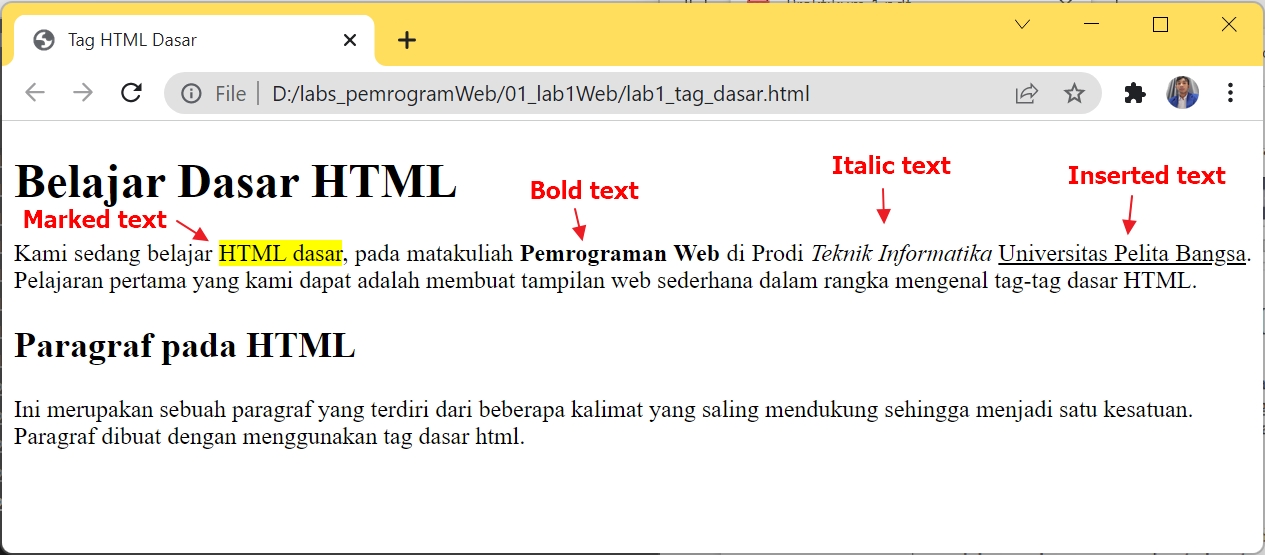 Tag HTML Dasar
File | D:/labs_pemrogramWeb/01_lab1Web/lab1_tag_dasar.html
Belajar Dasar HTML
Marked text
Bold text
Italic text
Inserted text
Kami sedang belajar HTML dasar, pada matakuliah Pemrograman Web di Prodi Teknik Informatika Universitas Pelita Bangsa.
Pelajaran pertama yang kami dapat adalah membuat tampilan web sederhana dalam rangka mengenal tag-tag dasar HTML.
Paragraf pada HTML
Ini merupakan sebuah paragraf yang terdiri dari beberapa kalimat yang saling mendukung sehingga menjadi satu kesatuan.
Paragraf dibuat dengan menggunakan tag dasar html.